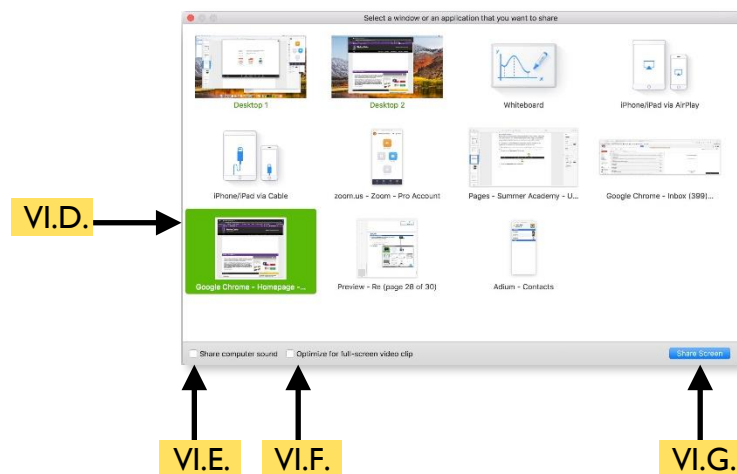 Select a window or an application that you want to share
Desktop 1
Desktop 2
Whiteboard
iPhone/iPad via AirPlay
iPhone/iPad via Cable
zoom.us - Zoom - Pro Account
Pages - Summer Academy - U...
Google Chrome - Inbox (399)...
VI.D.
Google Chrome - Homepage -...
Preview - Re (page 28 of 30)
Adium - Contacts
Share computer sound
Optimize for full-screen video clip
Share Screen
VI.E.
VI.F.
VI.G.